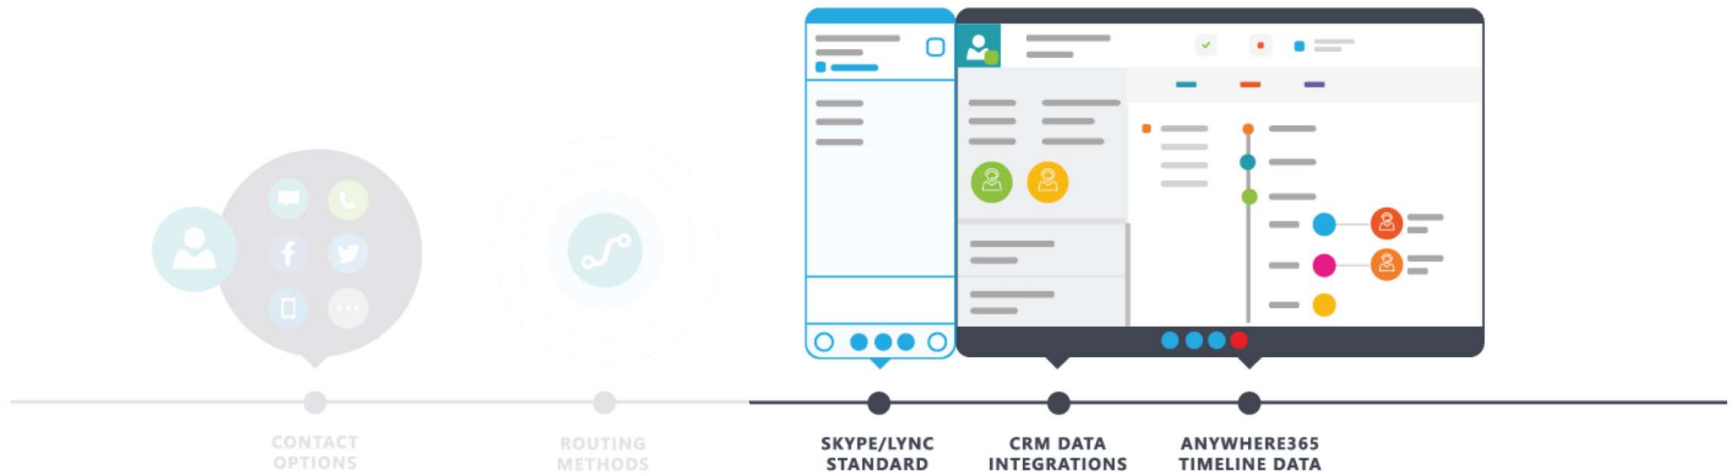 CONTACT
OPTIONS
ROUTING
METHODS
SKYPE/LYNC
STANDARD
CRM DATA
INTEGRATIONS
ANYWHERE365
TIMELINE DATA